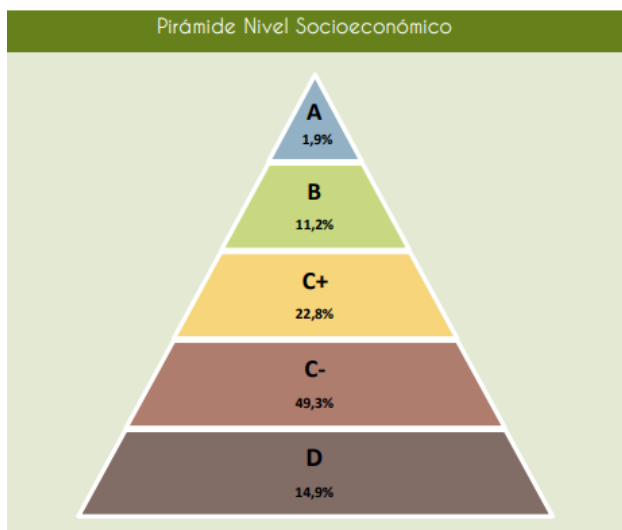 Pirámide Nivel Socioeconómico
A
1,9%
B
11,2%
C+
22,8%
C-
49,3%
D
14,9%